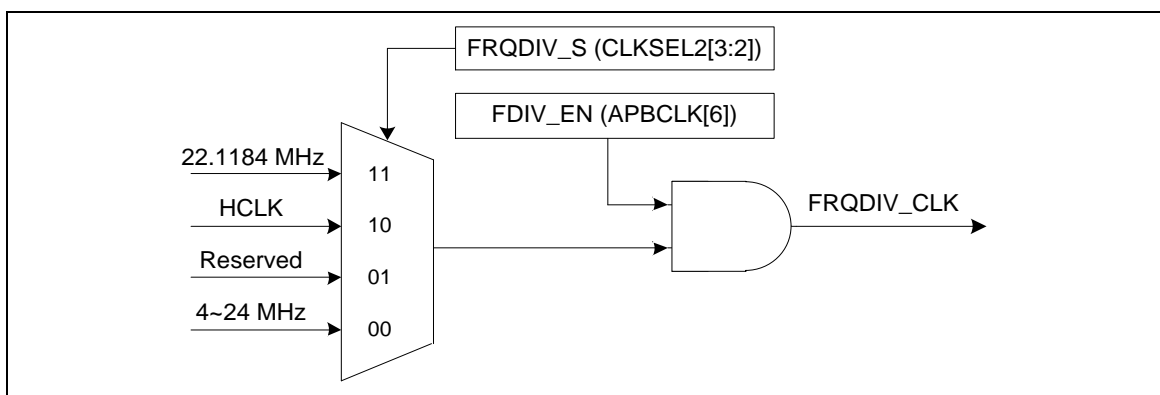 FRQDIV_S (CLKSEL2[3:2])
FDIV_EN (APBCLK[6])
22.1184 MHz
11
HCLK
10
Reserved
01
4~24 MHz
00
FRQDIV_CLK